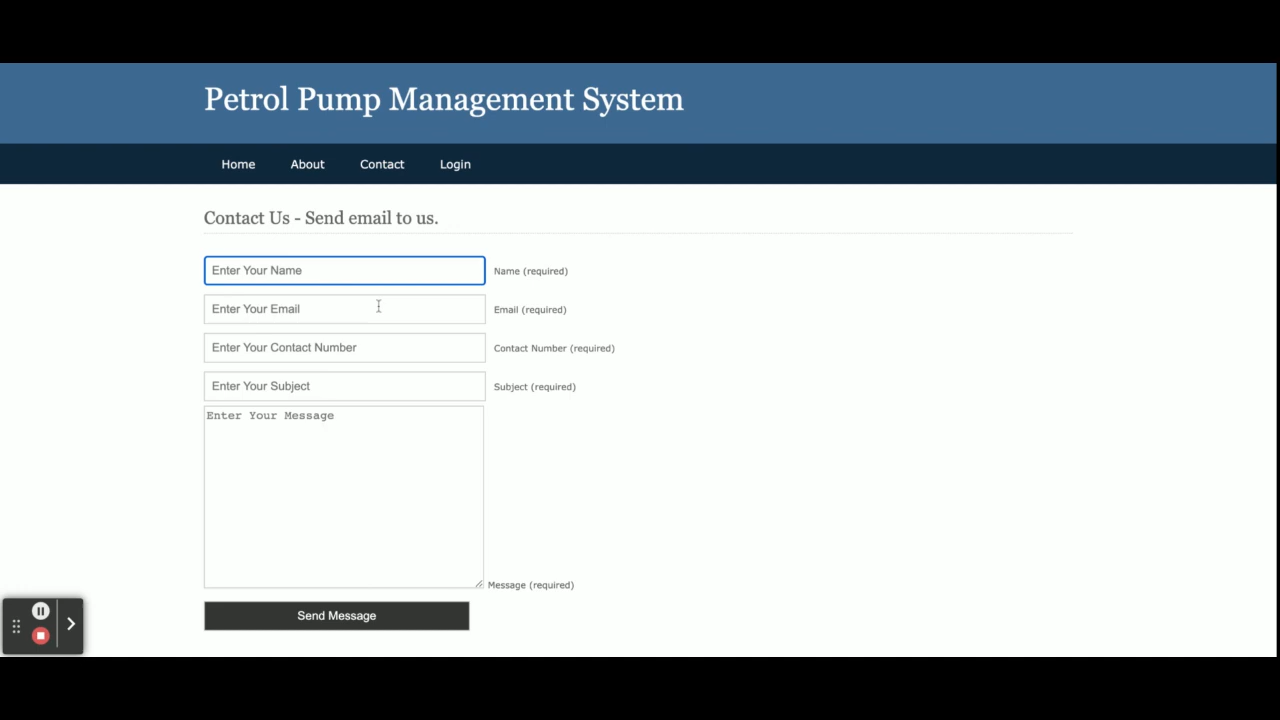 Petrol Pump Management System
Home About Contact Login
Contact Us - Send email to us.
Enter Your Name Name (required)
Enter Your Email Email (required)
Enter Your Contact Number Contact Number (required)
Enter Your Subject Subject (required)
Enter Your Message
Message (required)
Send Message